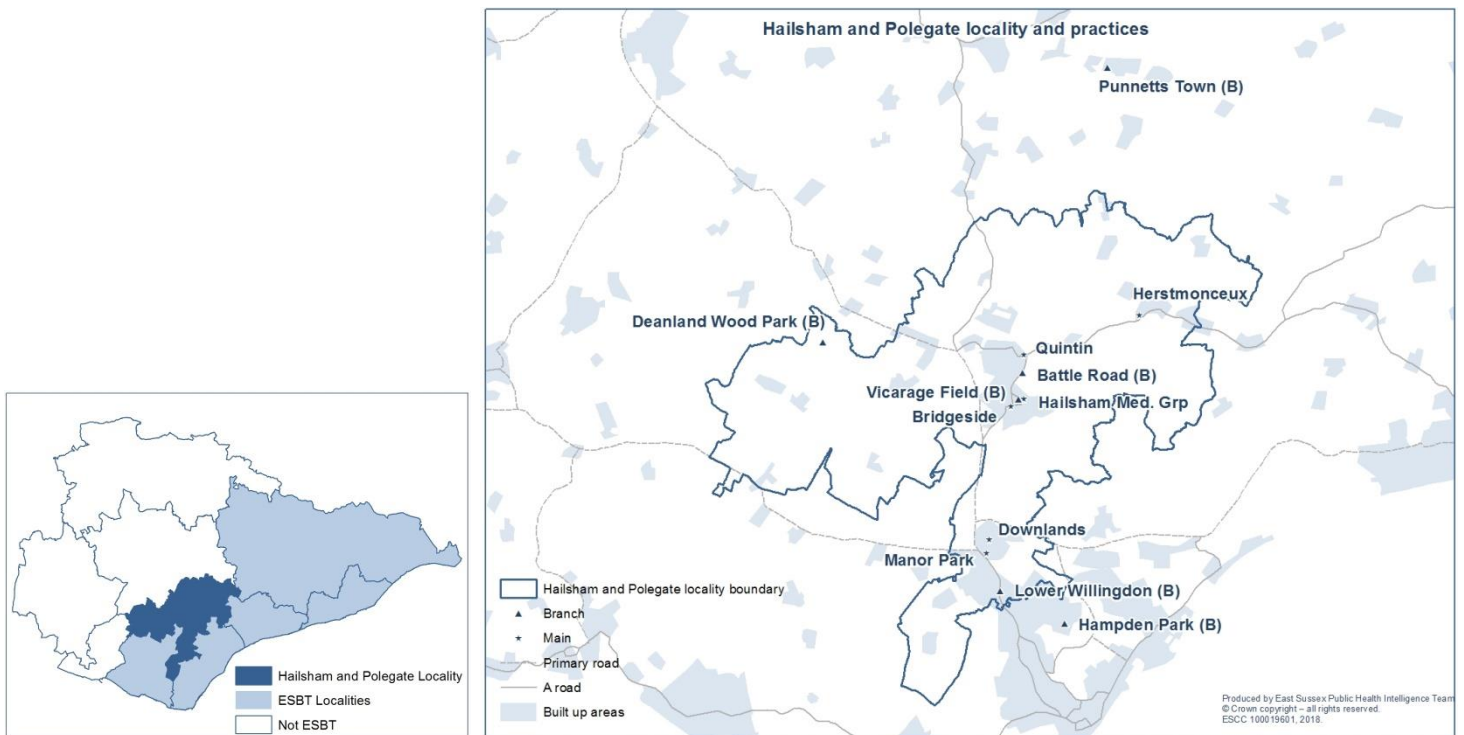 Hailsham and Polegate locality and practices
Punnetts Town (B)
Herstmonceux
Deanland Wood Park (B)
Quintin
Battle Road (B)
Vicarage Field (B)
Hailsham Med. Grp
Bridgeside
Downlands
Manor Park
Lower Willingdon (B)
Hampden Park (B)
Hailsham and Polegate locality boundary
Branch
Main
Primary road
A road
Built up areas
Produced by East Sussex Public Health Intelligence Team
© Crown copyright – all rights reserved.
ESCC 100019601, 2018.
Hailsham and Polegate Locality
ESBT Localities
Not ESBT